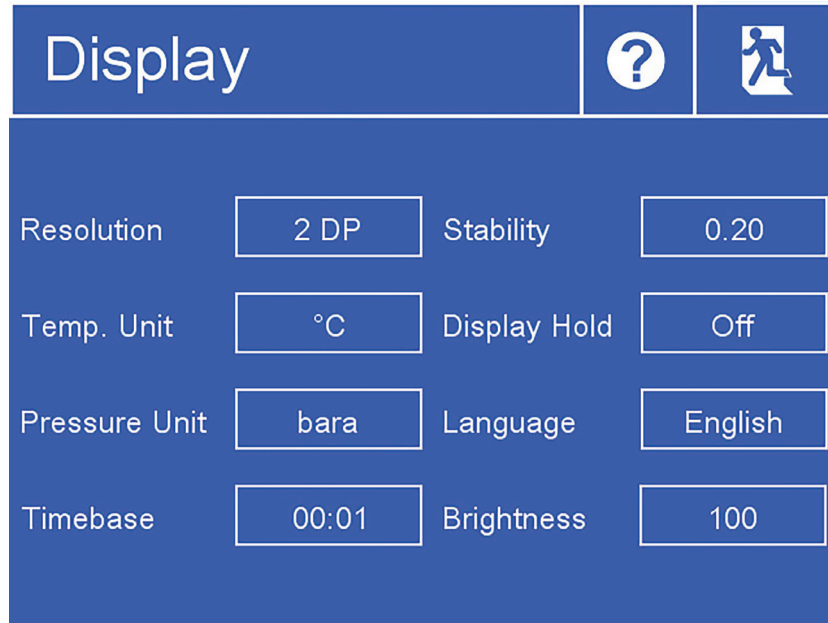 Display ?
Resolution 2 DP Stability 0.20
Temp. Unit °C Display Hold Off
Pressure Unit bara Language English
Timebase 00:01 Brightness 100